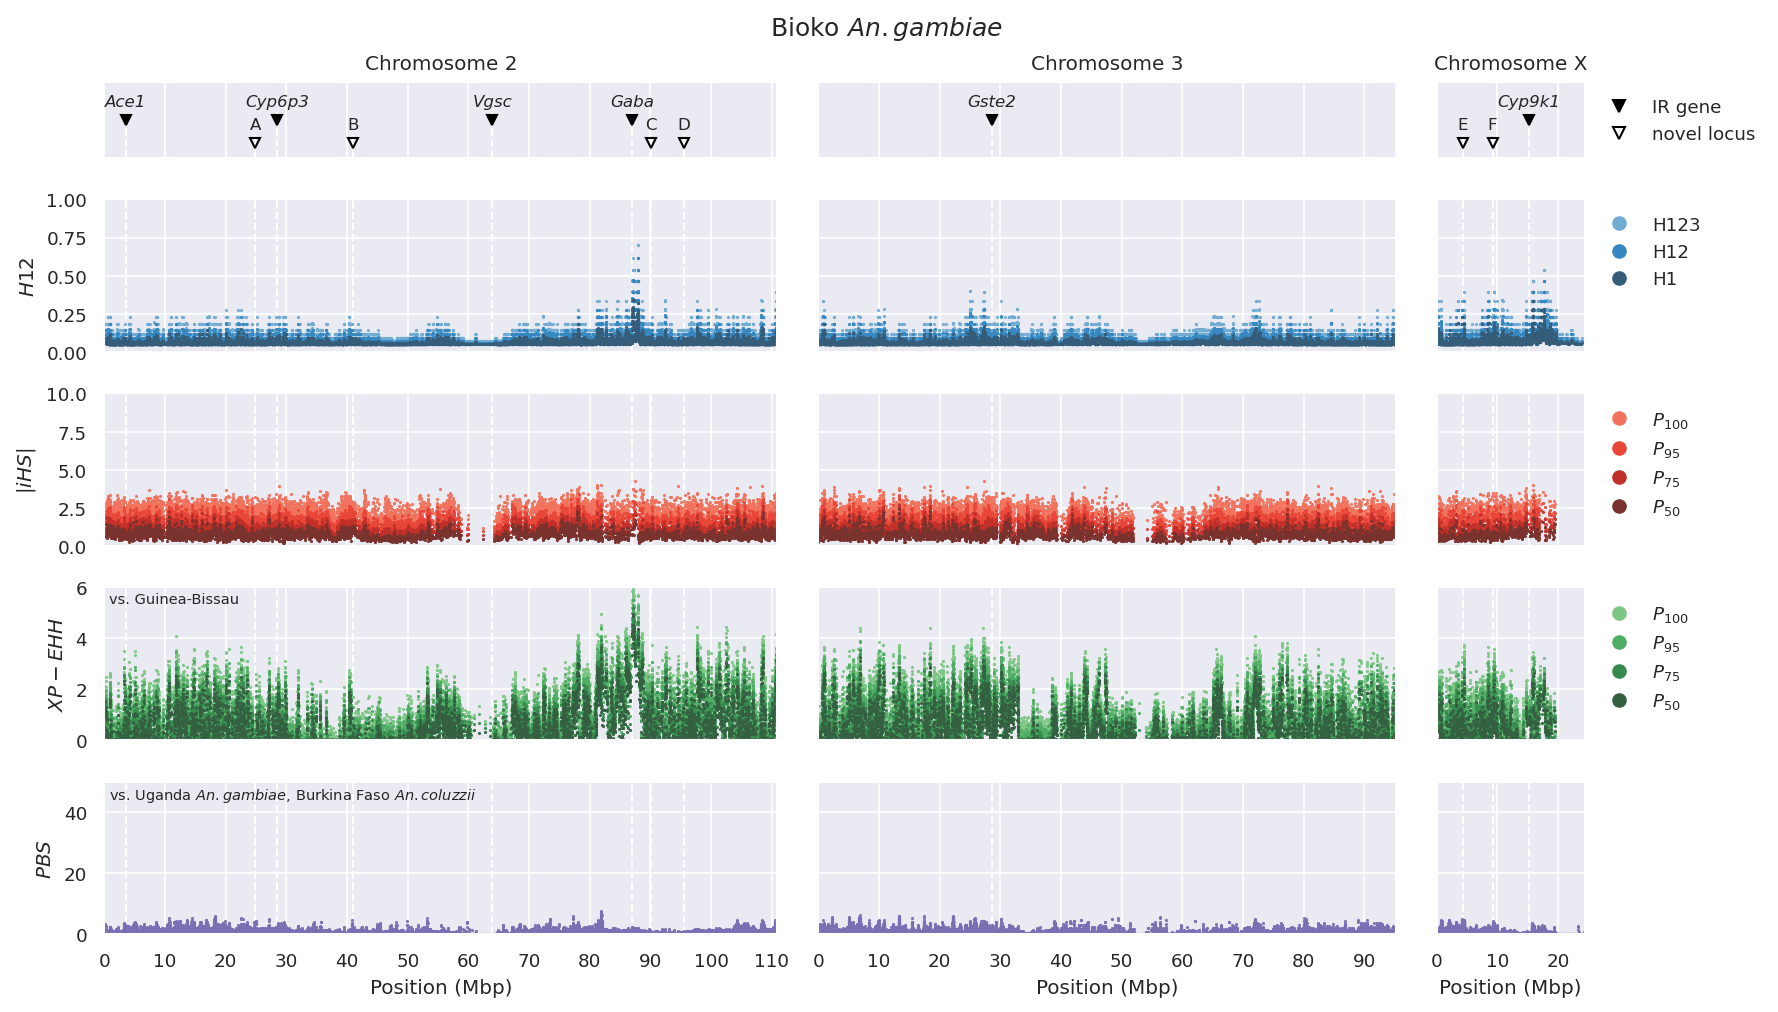 Bioko An. gambiae
Chromosome 2 Chromosome 3 Chromosome X
Ace1 Cyp6p3 Vgsc Gaba Gste2 Cyp9k1
A B C D E F
IR gene
novel locus
H12
1.00
0.75
0.50
0.25
0.00
H123
H12
H1
|iHS|
10.0
7.5
5.0
2.5
0.0
P100
P95
P75
P50
XP − EHH
vs. Guinea-Bissau
6
4
2
0
P100
P95
P75
P50
PBS
vs. Uganda An. gambiae, Burkina Faso An. coluzzii
40
20
0
0 10 20 30 40 50 60 70 80 90 100 110 0 10 20 30 40 50 60 70 80 90 0 10 20
Position (Mbp) Position (Mbp) Position (Mbp)